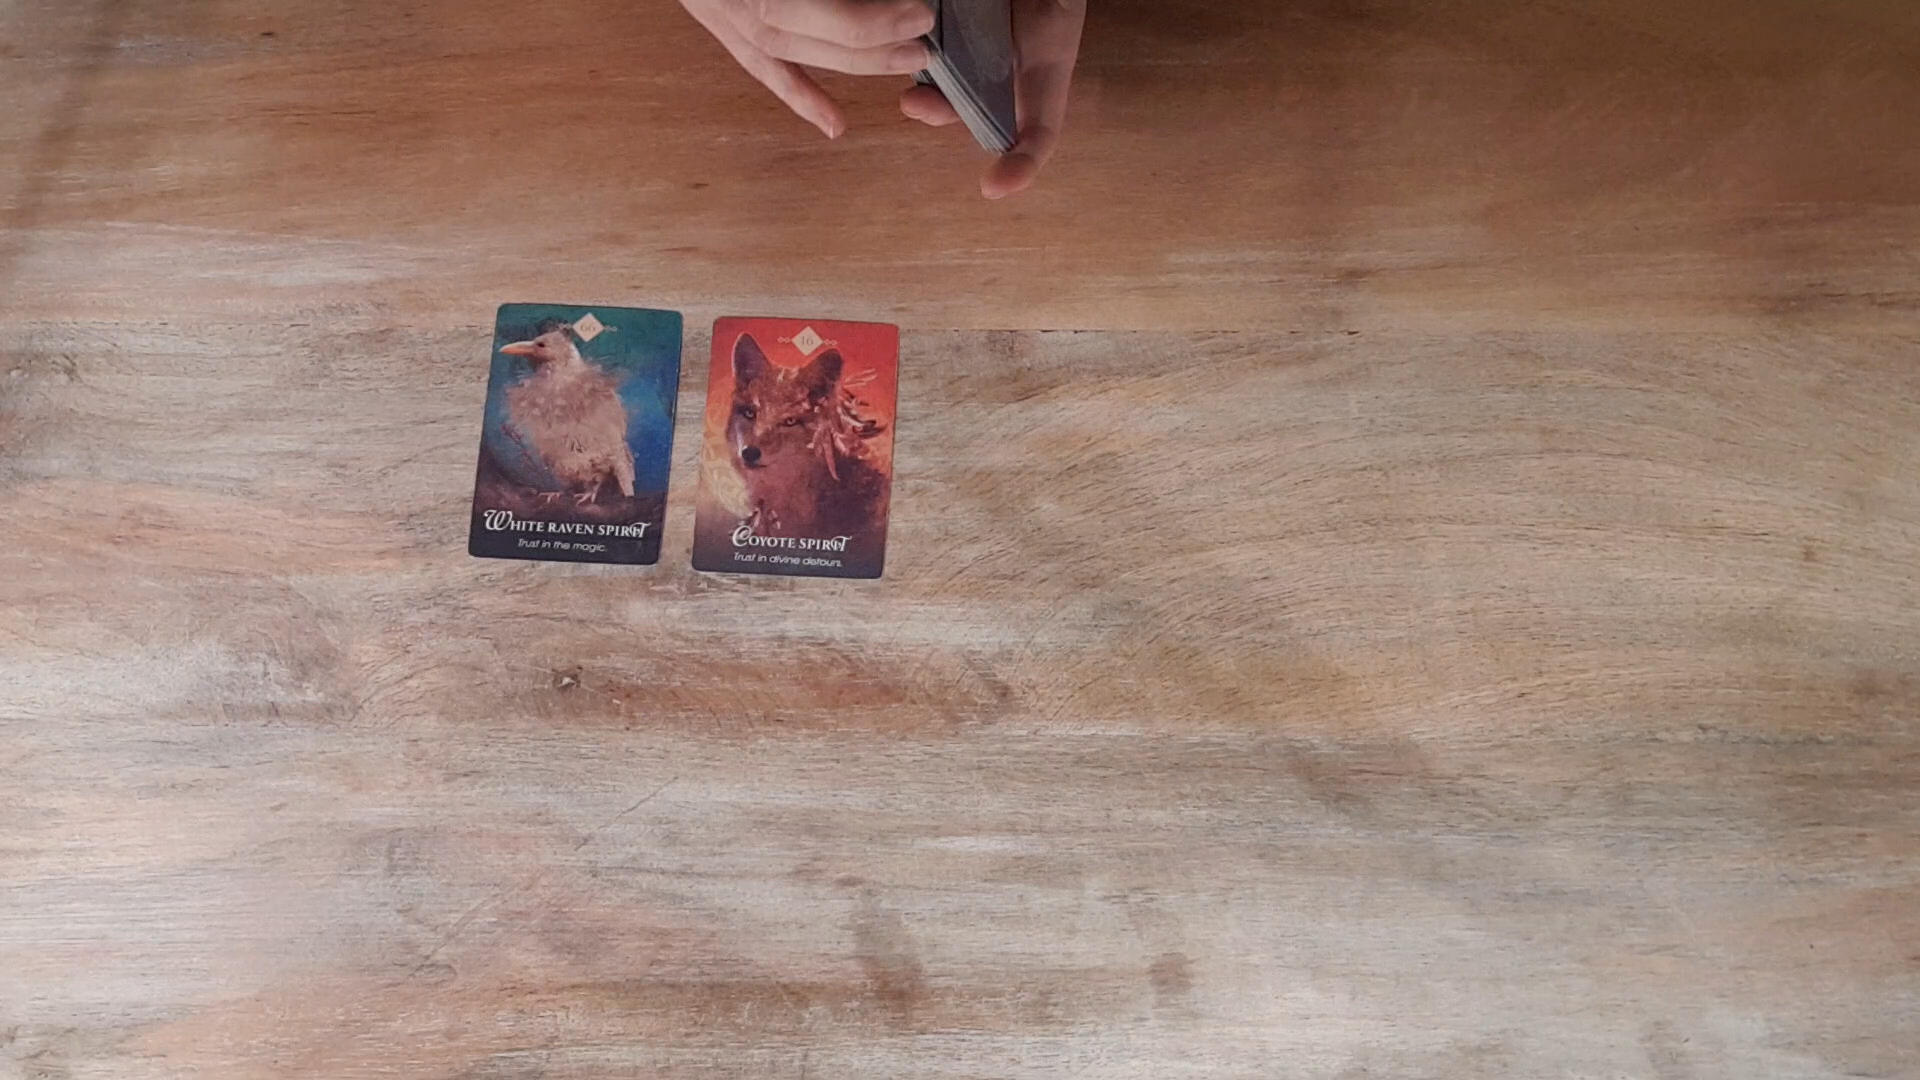 66
WHITE RAVEN SPIRIT
Trust in the magic.
16
COYOTE SPIRIT
Trust in divine detours.